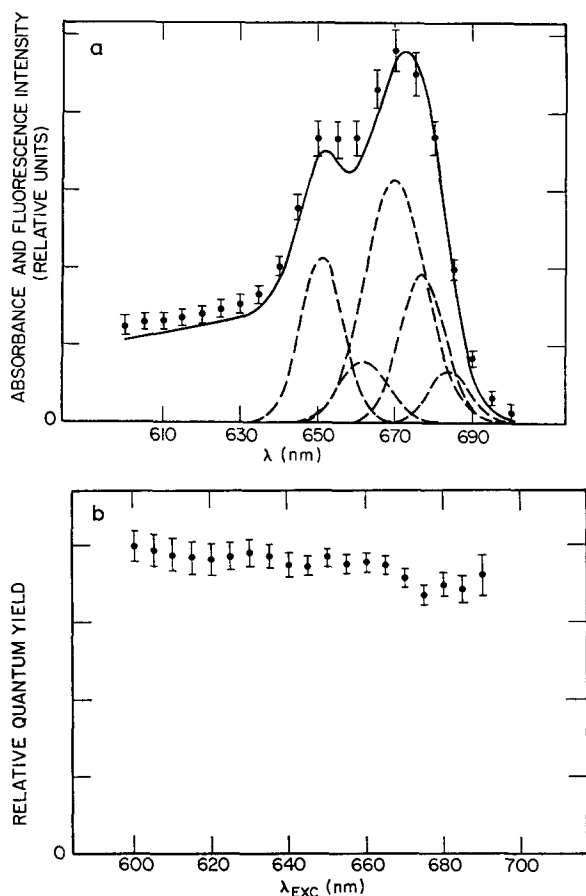 a
ABSORBANCE AND FLUORESCENCE INTENSITY
(RELATIVE UNITS)
0
610 630 650 670 690
λ (nm)
b
RELATIVE QUANTUM YIELD
0
600 620 640 660 680 700
λEXC (nm)